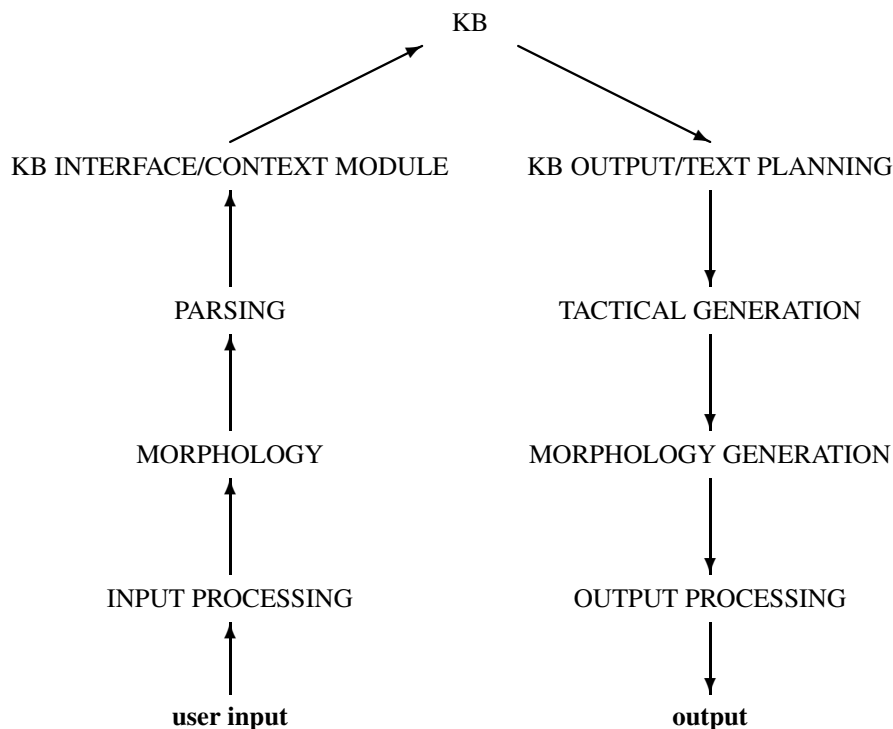 KB
KB INTERFACE/CONTEXT MODULE
KB OUTPUT/TEXT PLANNING
PARSING
TACTICAL GENERATION
MORPHOLOGY
MORPHOLOGY GENERATION
INPUT PROCESSING
OUTPUT PROCESSING
user input
output